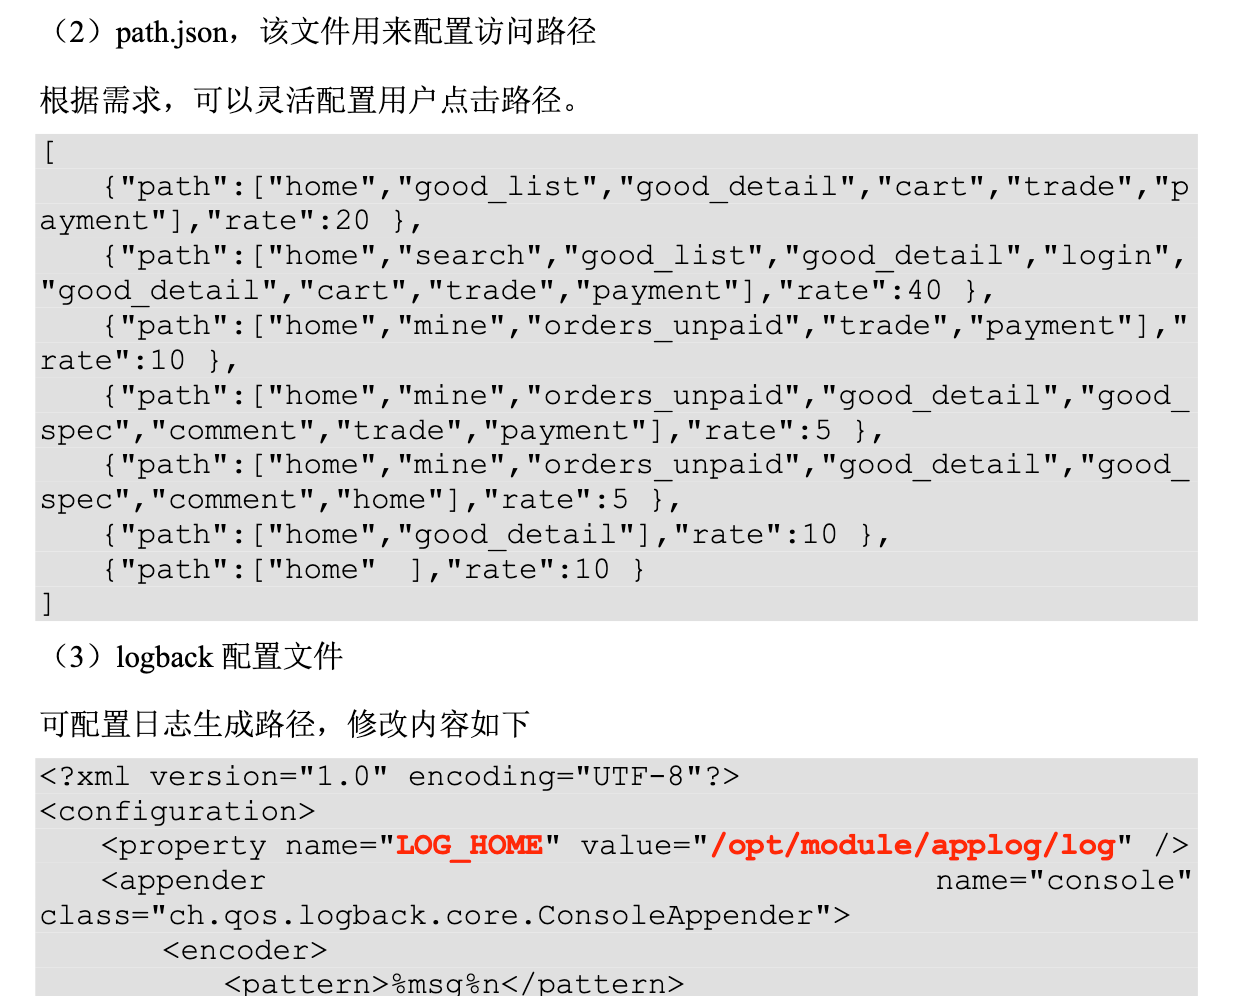 （2）path.json，该文件用来配置访问路径
根据需求，可以灵活配置用户点击路径。
[
{"path":["home","good_list","good_detail","cart","trade","p
ayment"],"rate":20 },
{"path":["home","search","good_list","good_detail","login",
"good_detail","cart","trade","payment"],"rate":40 },
{"path":["home","mine","orders_unpaid","trade","payment"],"
rate":10 },
{"path":["home","mine","orders_unpaid","good_detail","good_
spec","comment","trade","payment"],"rate":5 },
{"path":["home","mine","orders_unpaid","good_detail","good_
spec","comment","home"],"rate":5 },
{"path":["home","good_detail"],"rate":10 },
{"path":["home"  ],"rate":10 }
]
（3）logback 配置文件
可配置日志生成路径，修改内容如下
<?xml version="1.0" encoding="UTF-8"?>
<configuration>
<property name="LOG_HOME" value="/opt/module/applog/log" />
<appender name="console"
class="ch.qos.logback.core.ConsoleAppender">
<encoder>
<pattern>%msg%n</pattern>